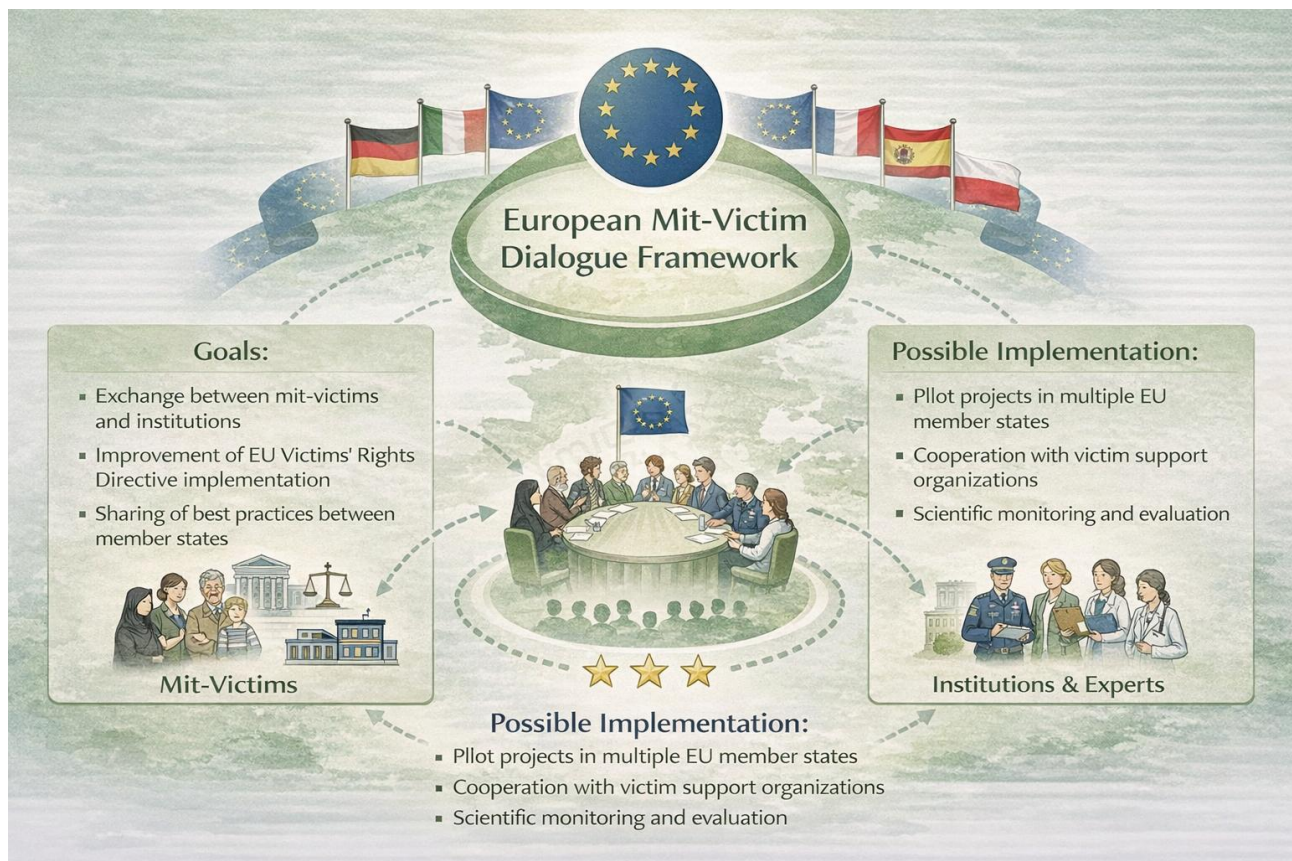 European Mit-Victim
Dialogue Framework
Goals:
▪ Exchange between mit-victims
and institutions
▪ Improvement of EU Victims' Rights
Directive implementation
▪ Sharing of best practices between
member states
Mit-Victims
Possible Implementation:
▪ Pllot projects in multiple EU
member states
▪ Cooperation with victim support
organizations
▪ Scientific monitoring and evaluation
Institutions & Experts
Possible Implementation:
▪ Pllot projects in multiple EU member states
▪ Cooperation with victim support organizations
▪ Scientific monitoring and evaluation